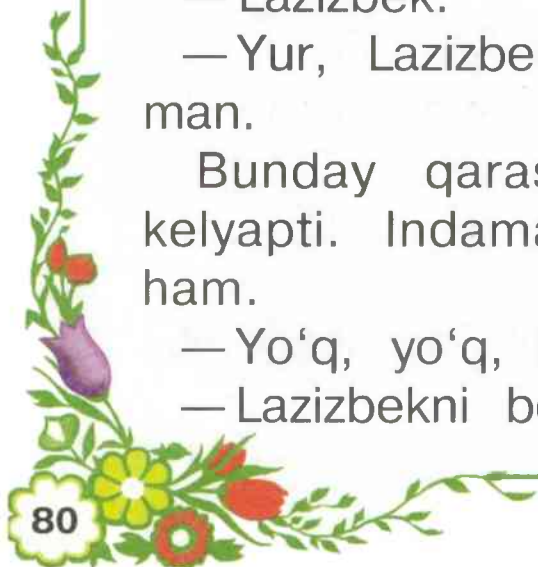 — Lazizbek.
— Yur, Lazizbe
man.
Bunday qaras
kelyapti. Indama
ham.
— Yo‘q, yo‘q,
— Lazizbekni b
80